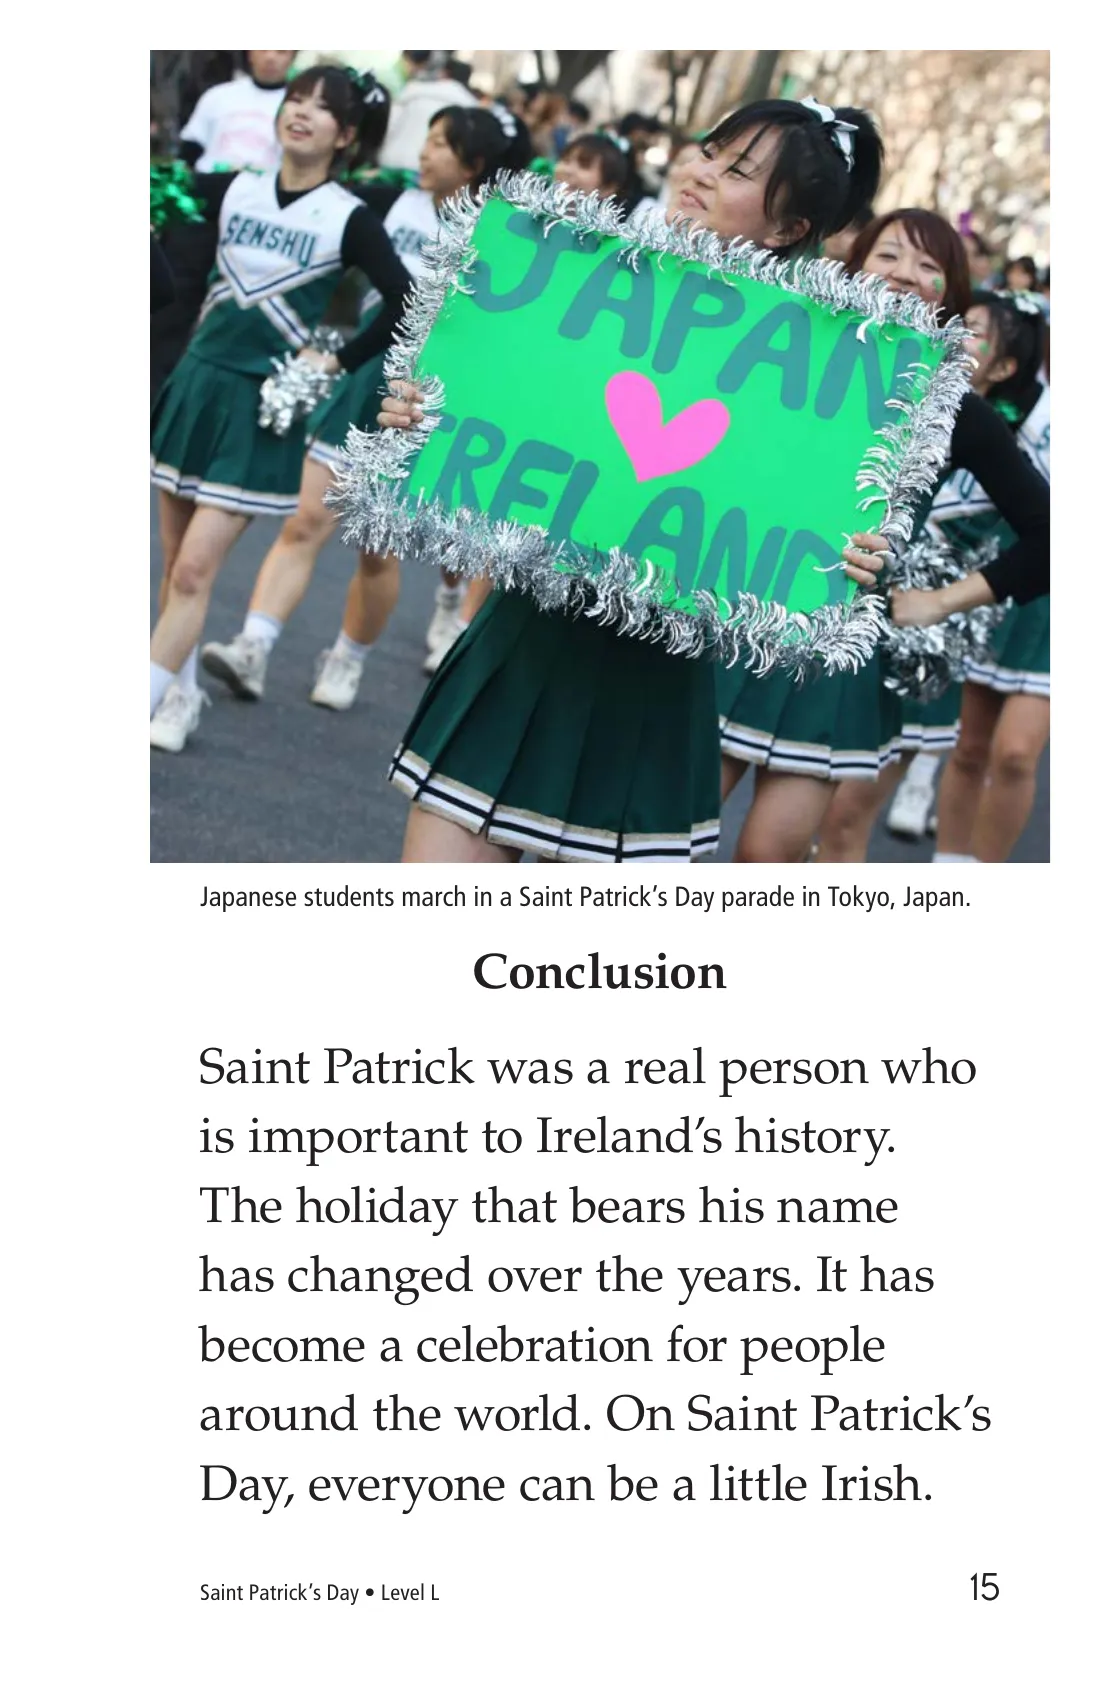 SENSHU
SENS
JAPAN
IRELAND
Japanese students march in a Saint Patrick’s Day parade in Tokyo, Japan.
Conclusion
Saint Patrick was a real person who
is important to Ireland’s history.
The holiday that bears his name
has changed over the years. It has
become a celebration for people
around the world. On Saint Patrick’s
Day, everyone can be a little Irish.
Saint Patrick’s Day • Level L
15